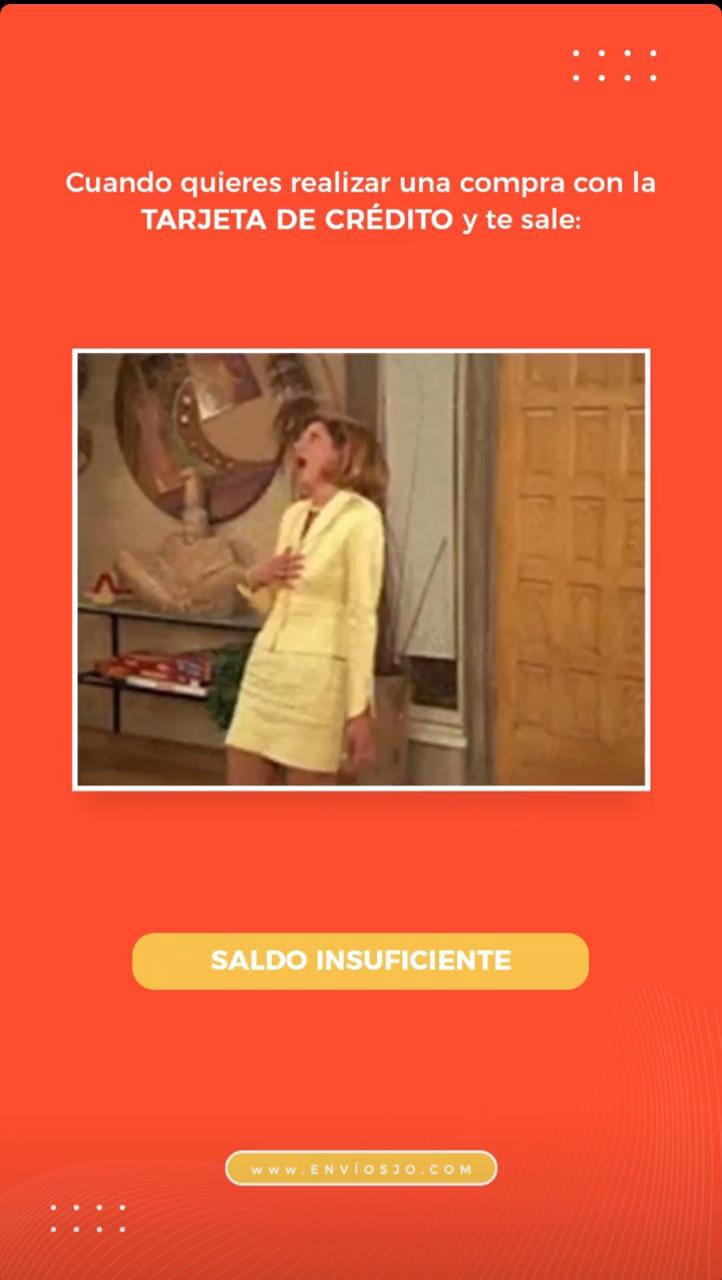 Cuando quieres realizar una compra con la
TARJETA DE CRÉDITO y te sale:
SALDO INSUFICIENTE
www.ENVÍOSJO.COM